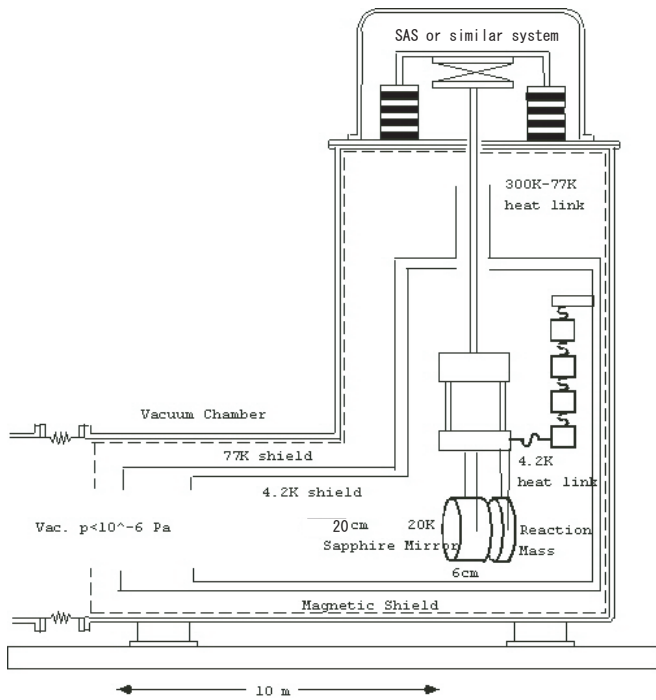 SAS or similar system
300K-77K
heat link
Vacuum Chamber
77K shield
4.2K shield
4.2K
heat link
Vac. p<10^-6 Pa
20cm
20K
Sapphire Mirror
Reaction
Mass
6cm
Magnetic Shield
10 m